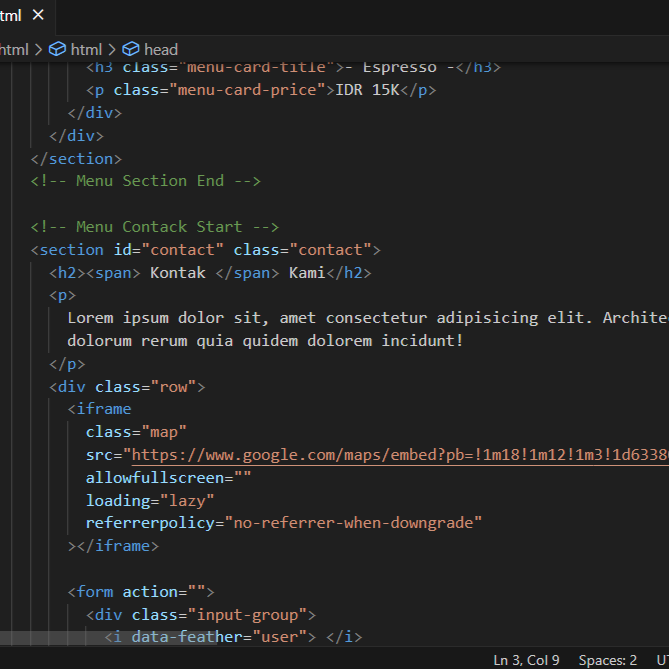 tml ×
html > html > head
<h3 class="menu-card-title">- Espresso -</h3>
<p class="menu-card-price">IDR 15K</p>
</div>
</div>
</section>
<!-- Menu Section End -->
<!-- Menu Contack Start -->
<section id="contact" class="contact">
<h2><span> Kontak </span> Kami</h2>
<p>
Lorem ipsum dolor sit, amet consectetur adipisicing elit. Archite
dolorum rerum quia quidem dolorem incidunt!
</p>
<div class="row">
<iframe
class="map"
src="https://www.google.com/maps/embed?pb=!1m18!1m12!1m3!1d6338
allowfullscreen=""
loading="lazy"
referrerpolicy="no-referrer-when-downgrade"
></iframe>
<form action="">
<div class="input-group">
<i data-feather="user"> </i>
Ln 3, Col 9 Spaces: 2 U